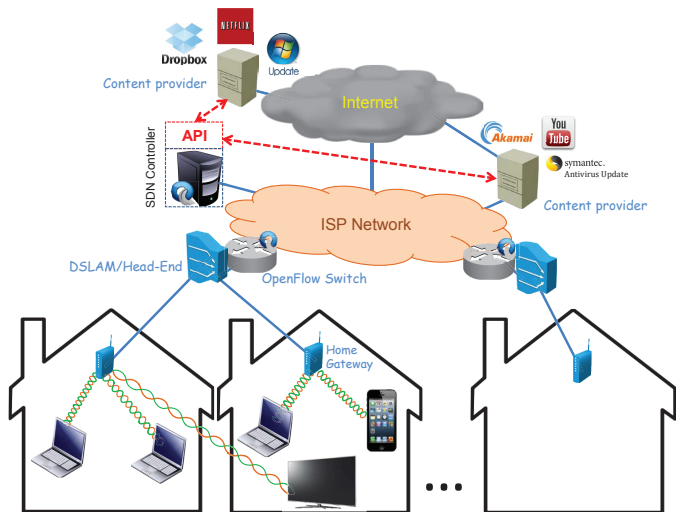 NETFLIX
Dropbox
Update
Content provider
Internet
You
Tube
Akamai
symantec.
Antivirus Update
Content provider
API
SDN Controller
ISP Network
DSLAM/Head-End
OpenFlow Switch
Home
Gateway
...